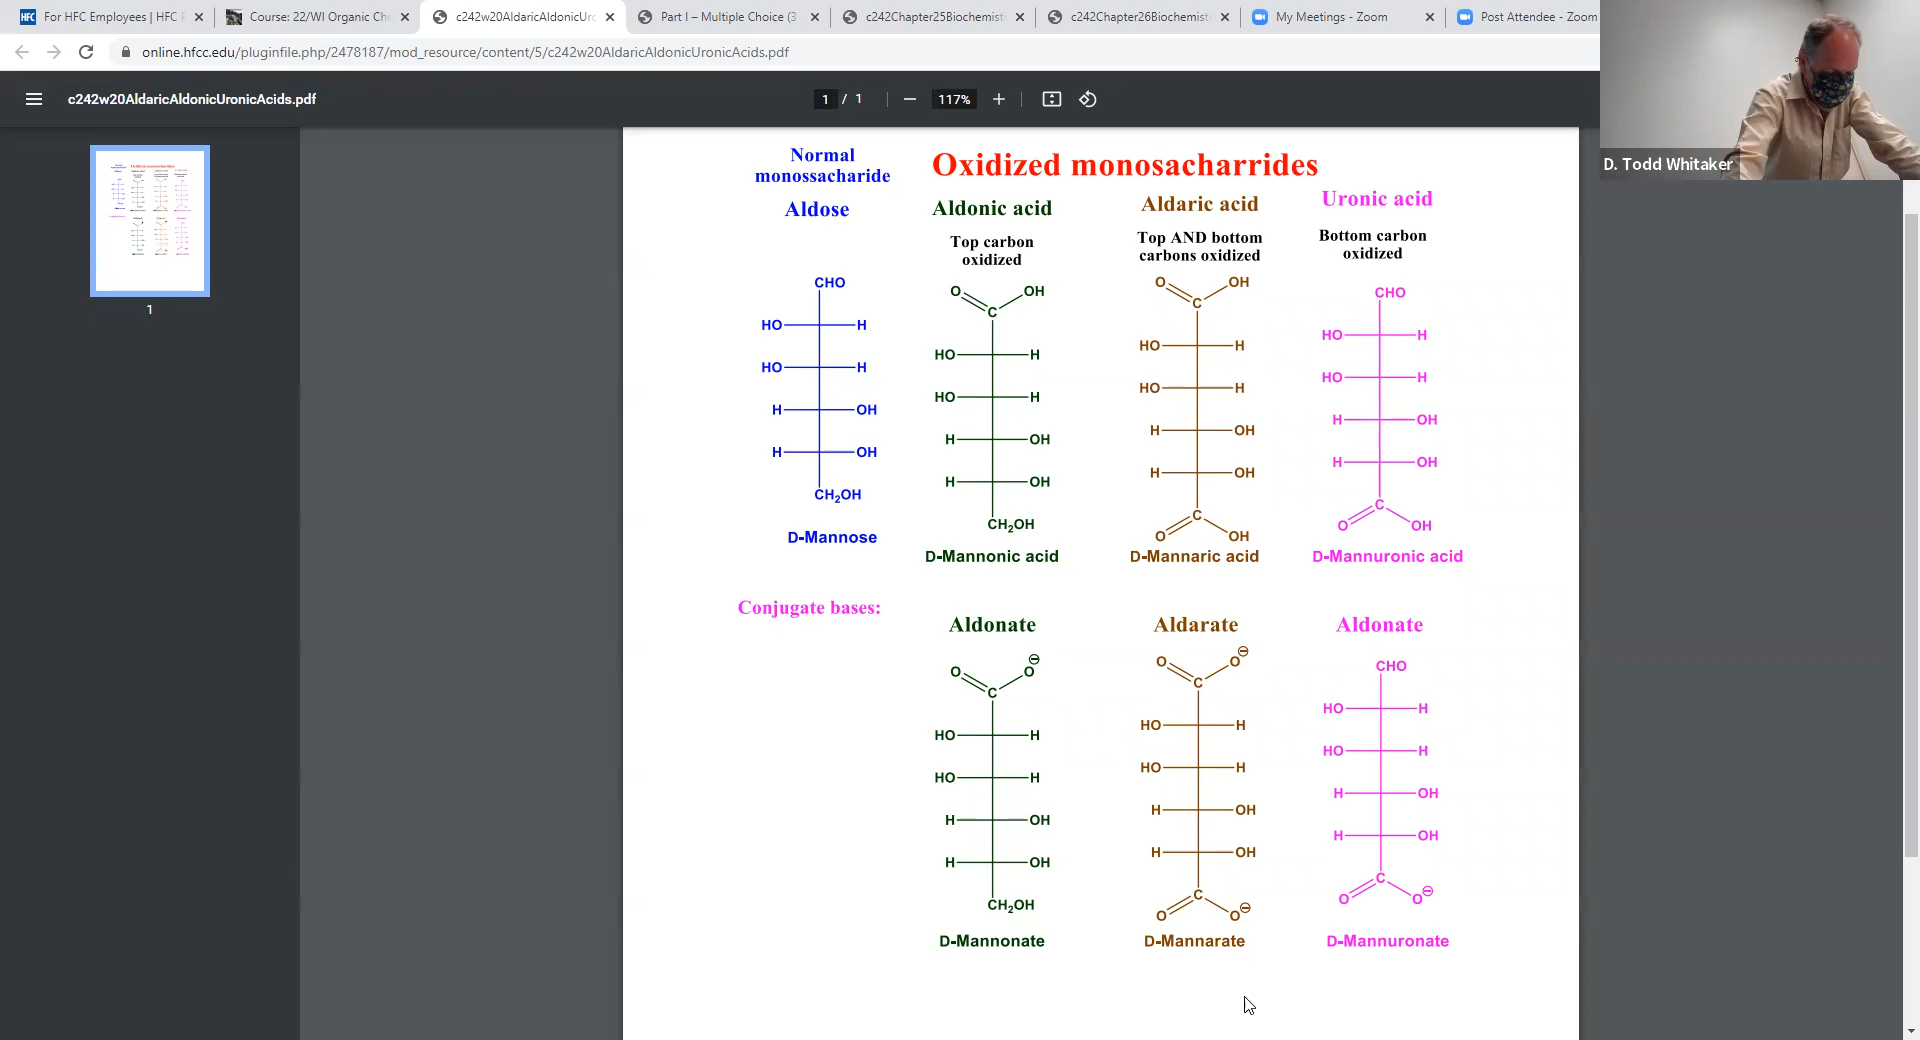 For HFC Employees | HFC
Course: 22/WI Organic Che
c242w20AldaricAldonicUro
Part I – Multiple Choice (3
c242Chapter25Biochemist
c242Chapter26Biochemist
My Meetings - Zoom
Post Attendee - Zoom
online.hfcc.edu/pluginfile.php/2478187/mod_resource/content/5/c242w20AldaricAldonicUronicAcids.pdf
c242w20AldaricAldonicUronicAcids.pdf
1 / 1
117%
D. Todd Whitaker
1
Normal
monossacharide
Oxidized monosacharrides
Aldose
Aldonic acid
Aldaric acid
Uronic acid
Top carbon
oxidized
Top AND bottom
carbons oxidized
Bottom carbon
oxidized
CHO
HO H
HO H
H OH
H OH
CH2OH
D-Mannose
O OH
C
HO H
HO H
H OH
H OH
CH2OH
D-Mannonic acid
O OH
C
HO H
HO H
H OH
H OH
C
O OH
D-Mannaric acid
CHO
HO H
HO H
H OH
H OH
C
O OH
D-Mannuronic acid
Conjugate bases:
Aldonate
Aldarate
Aldonate
O O⊖
C
HO H
HO H
H OH
H OH
CH2OH
D-Mannonate
O O⊖
C
HO H
HO H
H OH
H OH
C
O O⊖
D-Mannarate
CHO
HO H
HO H
H OH
H OH
C
O O⊖
D-Mannuronate